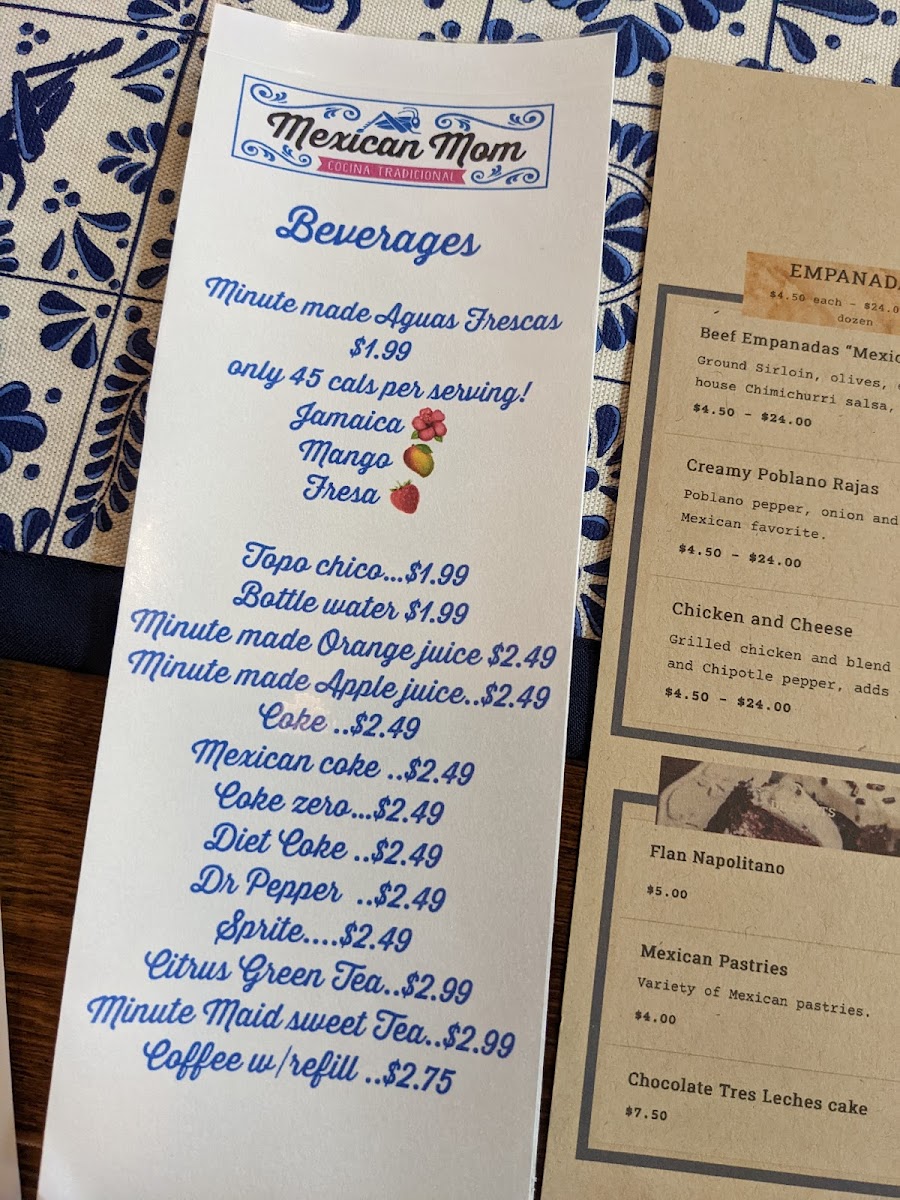 Mexican Mom
COCINA TRADICIONAL
Beverages
Minute made Aguas Frescas
$1.99
only 45 cals per serving!
Jamaica
Mango
Fresa
Topo chico...$1.99
Bottle water $1.99
Minute made Orange juice $2.49
Minute made Apple juice..$2.49
Coke ..$2.49
Mexican coke ..$2.49
Coke zero...$2.49
Diet Coke ..$2.49
Dr Pepper ..$2.49
Sprite....$2.49
Citrus Green Tea..$2.99
Minute Maid sweet Tea..$2.99
Coffee w/refill ..$2.75
$4.50 each - $24.0
dozen
Beef Empanadas
Ground Sirloin, olives,
house Chimichurri salsa,
$4.50 - $24.00
Creamy Poblano Rajas
Poblano pepper, onion and
Mexican favorite.
$4.50 - $24.00
Chicken and Cheese
Grilled chicken and blend
and Chipotle pepper, adds
$4.50 - $24.00
Flan Napolitano
$5.00
Mexican Pastries
Variety of Mexican pastries.
$4.00
Chocolate Tres Leches cake
$7.50